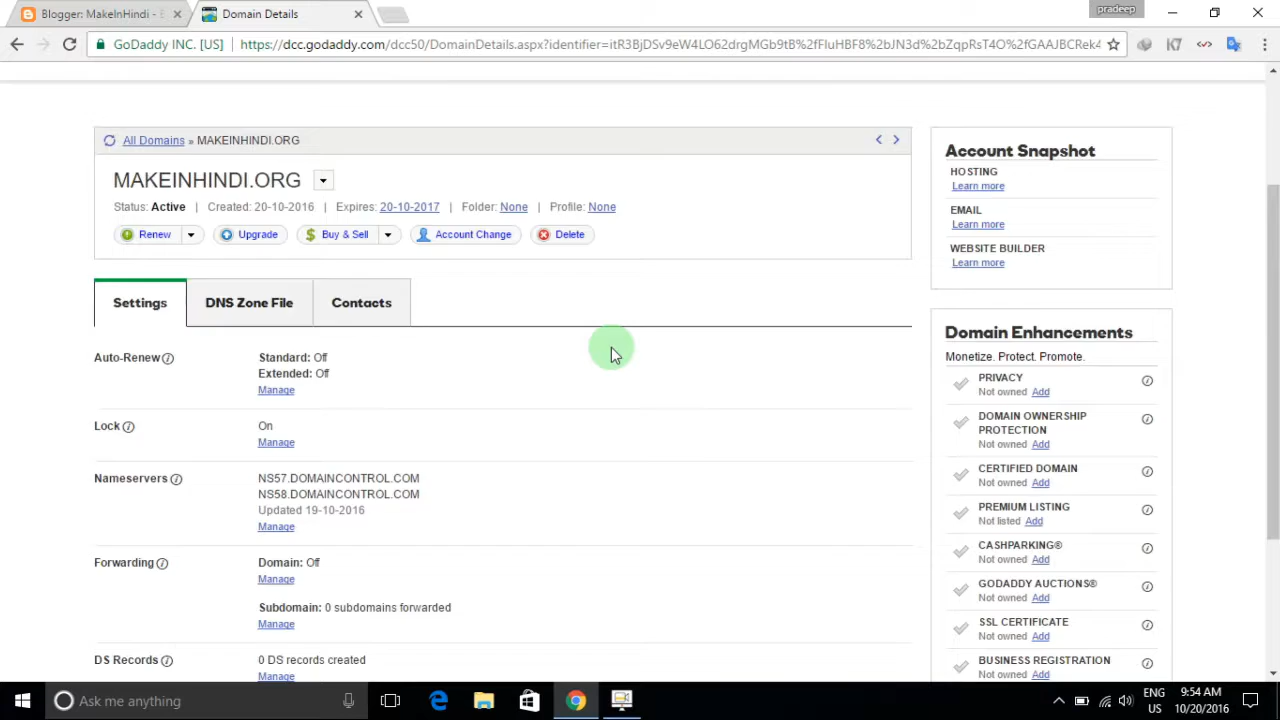 Blogger: MakeInHindi - E
Domain Details
pradeep
GoDaddy INC. [US]
https://dcc.godaddy.com/dcc50/DomainDetails.aspx?identifier=itR3BjDSv9eW4LO62drgMGb9tB%2fFluHBF8%2bJN3d%2bZqpRsT4O%2fGAAJBCRek4
All Domains » MAKEINHINDI.ORG
MAKEINHINDI.ORG
Status: Active | Created: 20-10-2016 | Expires: 20-10-2017 | Folder: None | Profile: None
Renew
Upgrade
Buy & Sell
Account Change
Delete
Settings
DNS Zone File
Contacts
Auto-Renew
Standard: Off
Extended: Off
Manage
Lock
On
Manage
Nameservers
NS57.DOMAINCONTROL.COM
NS58.DOMAINCONTROL.COM
Updated 19-10-2016
Manage
Forwarding
Domain: Off
Manage
Subdomain: 0 subdomains forwarded
Manage
DS Records
0 DS records created
Manage
Account Snapshot
HOSTING
Learn more
EMAIL
Learn more
WEBSITE BUILDER
Learn more
Domain Enhancements
Monetize. Protect. Promote.
PRIVACY
Not owned Add
DOMAIN OWNERSHIP
PROTECTION
Not owned Add
CERTIFIED DOMAIN
Not owned Add
PREMIUM LISTING
Not listed Add
CASHPARKING®
Not owned Add
GODADDY AUCTIONS®
Not owned Add
SSL CERTIFICATE
Not owned Add
BUSINESS REGISTRATION
Not owned Add
Ask me anything
ENG
US
9:54 AM
10/20/2016